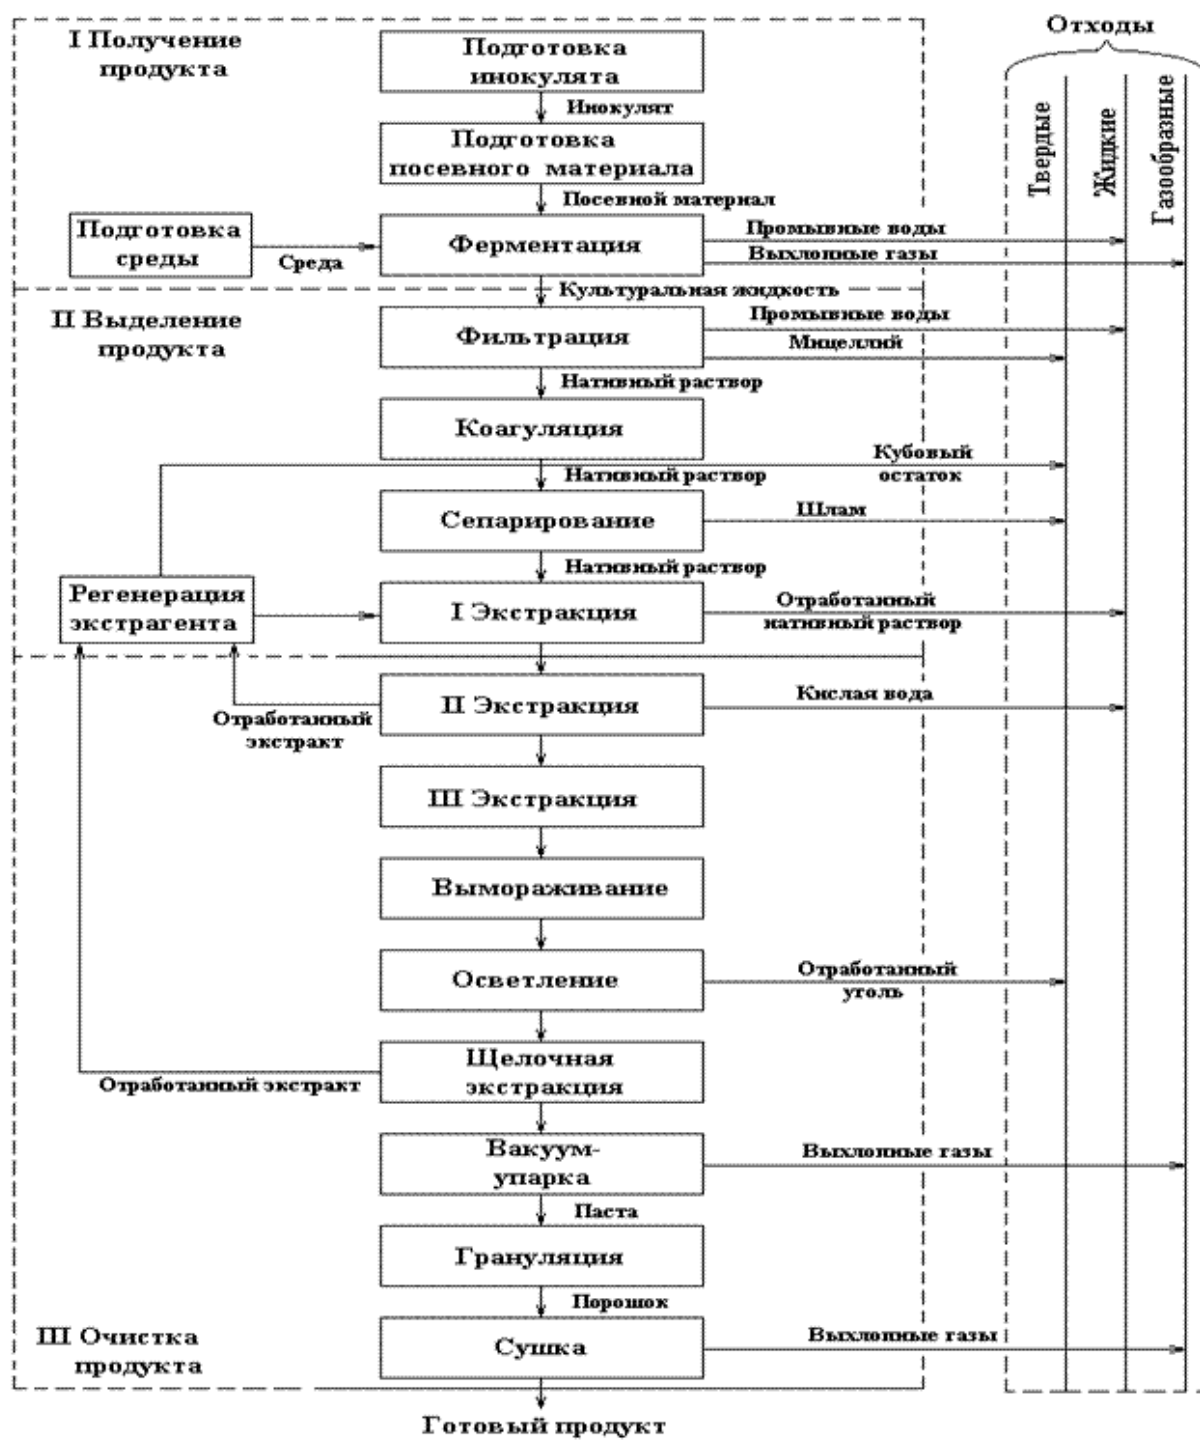 Отходы
I Получение
продукта
Подготовка
инокулята
Инокулят
Твердые
Жидкие
Газообразные
Подготовка
посевного материала
Посевной материал
Подготовка
среды
Среда
Ферментация
Промывные воды
Выхлопные газы
Культуральная жидкость
II Выделение
продукта
Фильтрация
Промывные воды
Мицеллий
Нативный раствор
Коагуляция
Кубовый
остаток
Нативный раствор
Сепарирование
Шлам
Нативный раствор
Регенерация
экстрагента
I Экстракция
Отработанный
нативный раствор
II Экстракция
Кислая вода
Отработанный
экстракт
III Экстракция
Вымораживание
Осветление
Отработанный
уголь
Щелочная
экстракция
Отработанный экстракт
Вакуум-
упарка
Выхлопные газы
Паста
Грануляция
Порошок
III Очистка
продукта
Сушка
Выхлопные газы
Готовый продукт